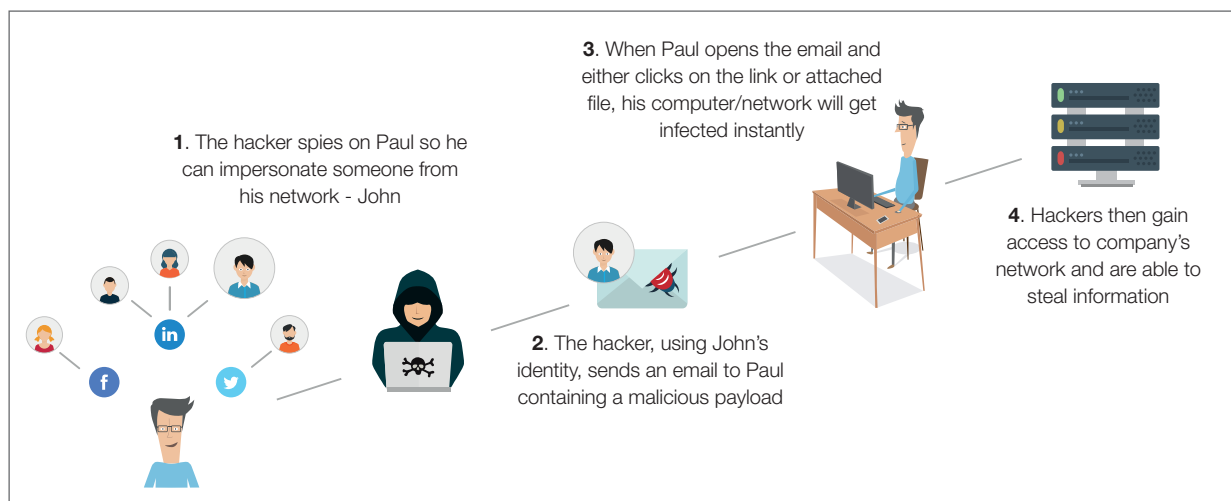 1. The hacker spies on Paul so he
can impersonate someone from
his network - John
f
in
2. The hacker, using John’s
identity, sends an email to Paul
containing a malicious payload
3. When Paul opens the email and
either clicks on the link or attached
file, his computer/network will get
infected instantly
4. Hackers then gain
access to company’s
network and are able to
steal information